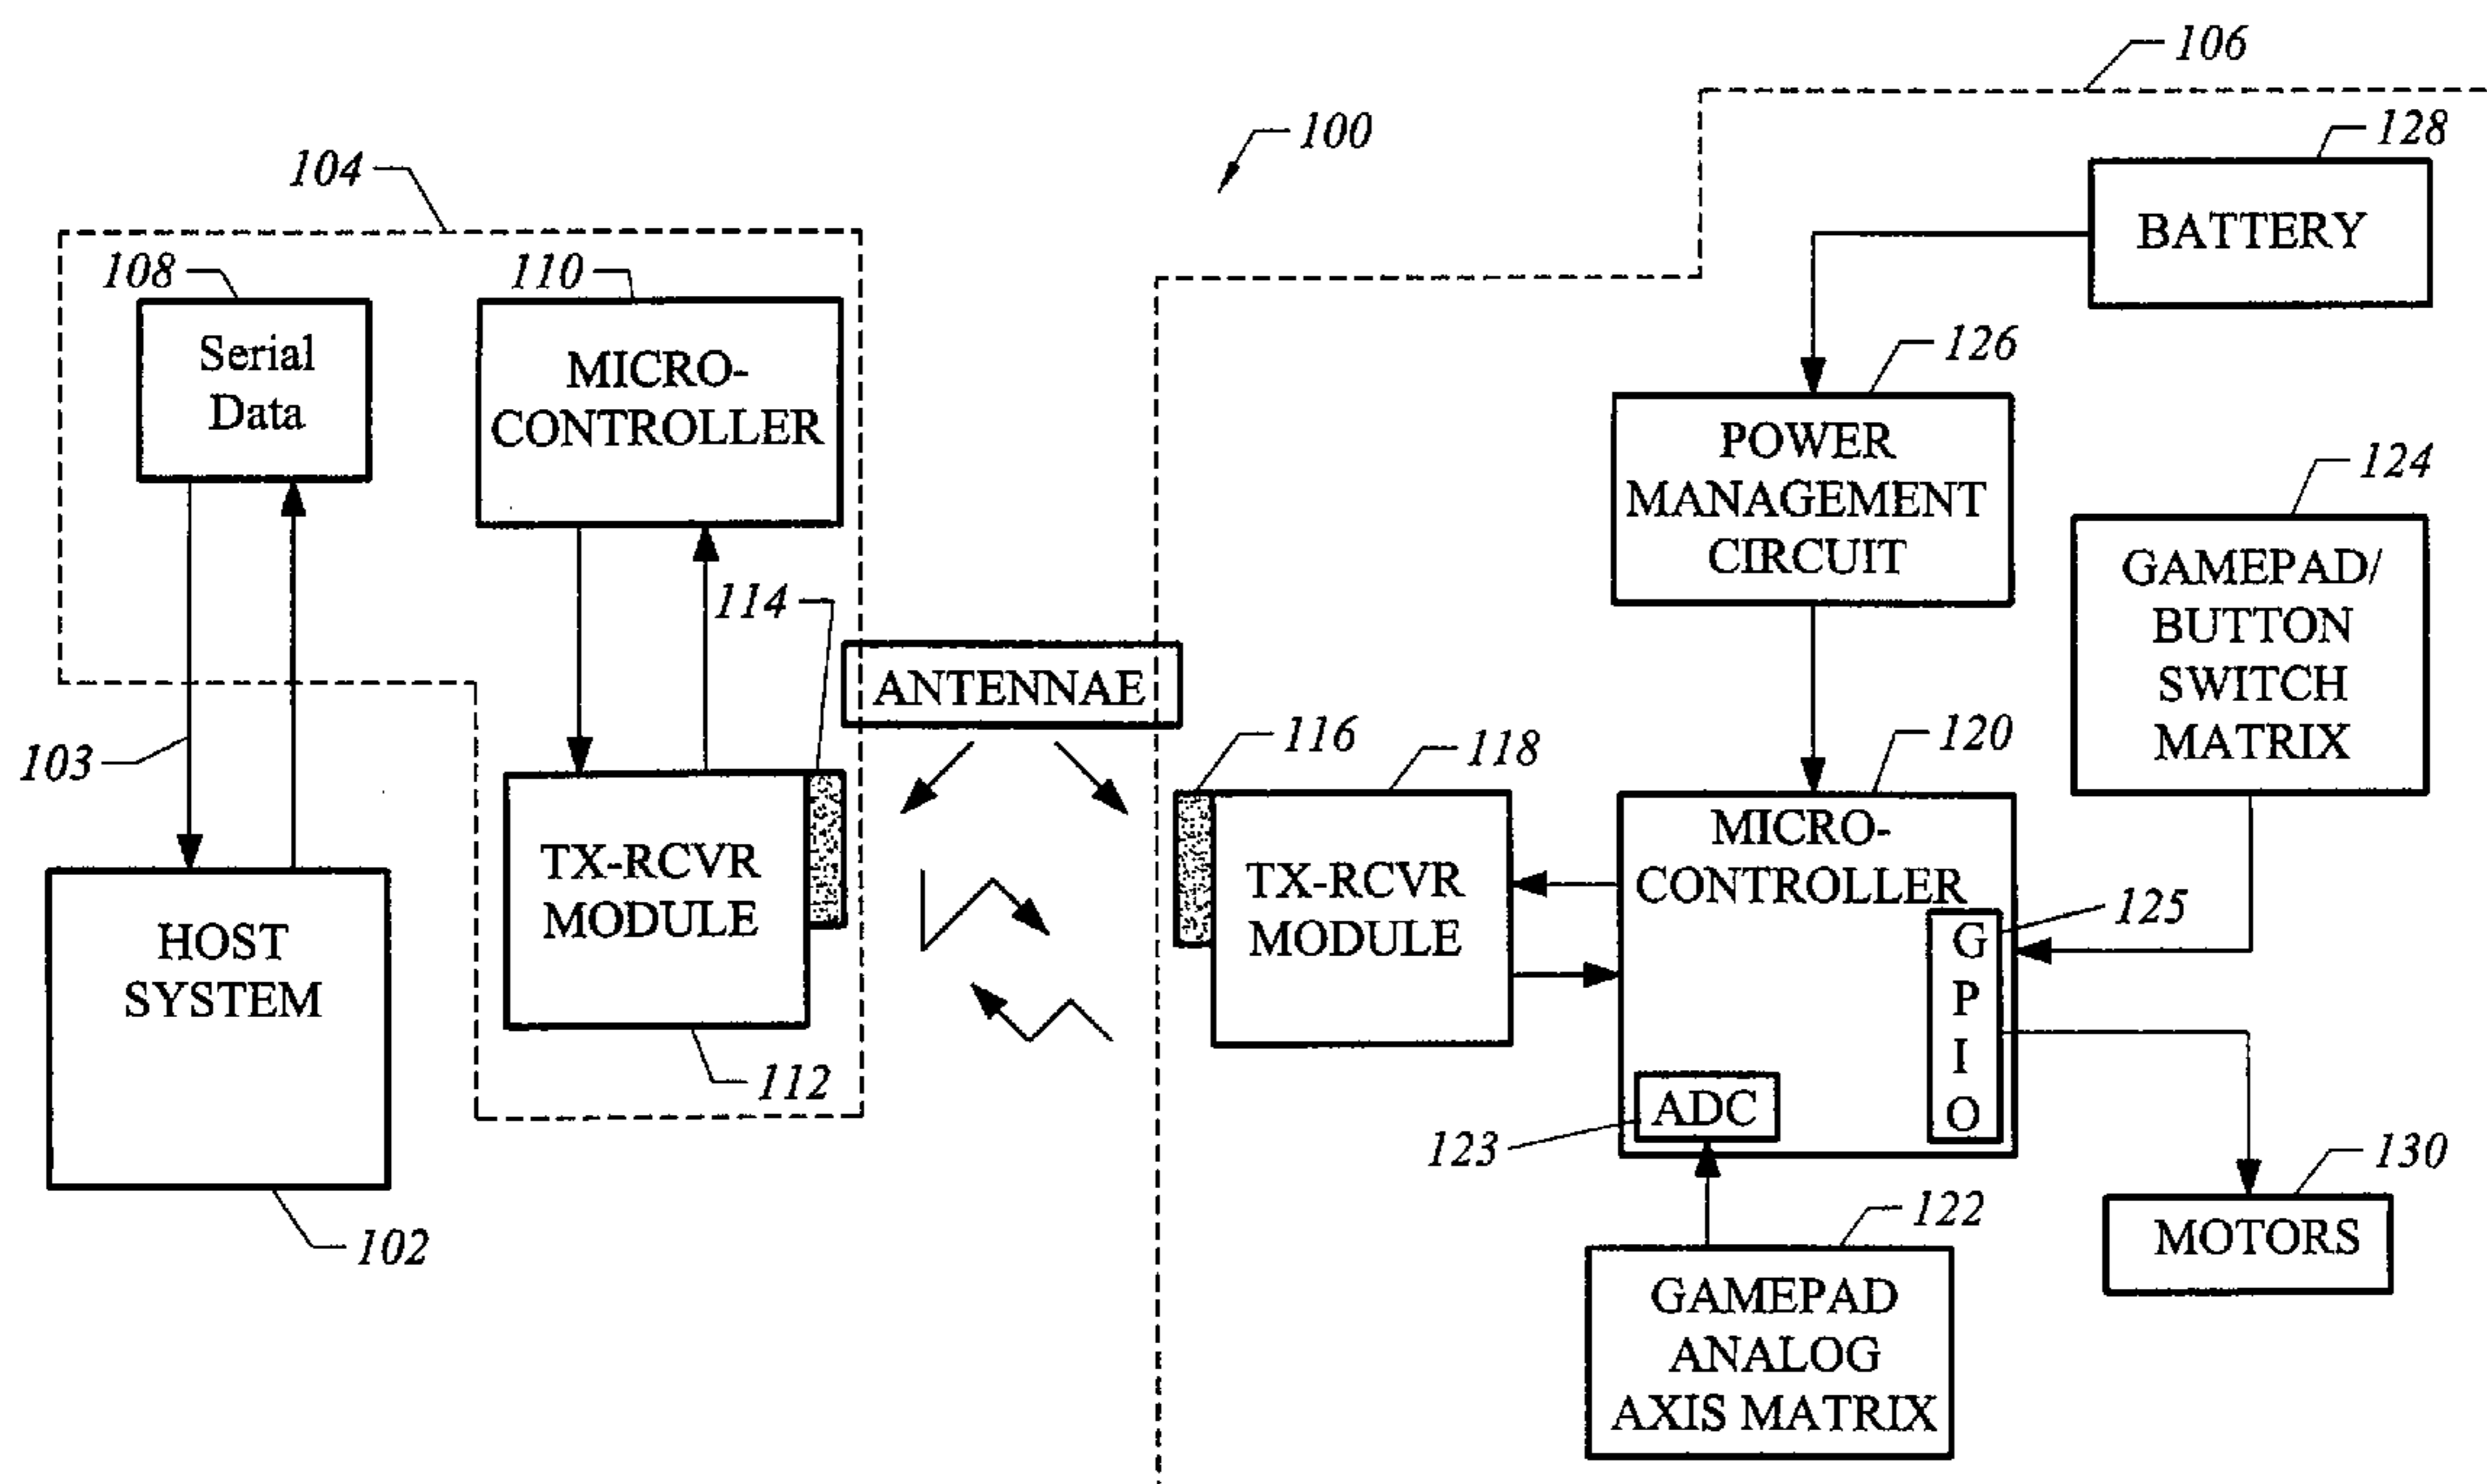 106
100
128
104
BATTERY
108
110
Serial
Data
MICRO-
CONTROLLER
126
POWER
MANAGEMENT
CIRCUIT
124
GAMEPAD/
BUTTON
SWITCH
MATRIX
114
ANTENNAE
103
116
118
120
TX-RCVR
MODULE
TX-RCVR
MODULE
MICRO-
CONTROLLER
125
G
P
I
O
HOST
SYSTEM
112
ADC
123
130
102
122
MOTORS
GAMEPAD
ANALOG
AXIS MATRIX